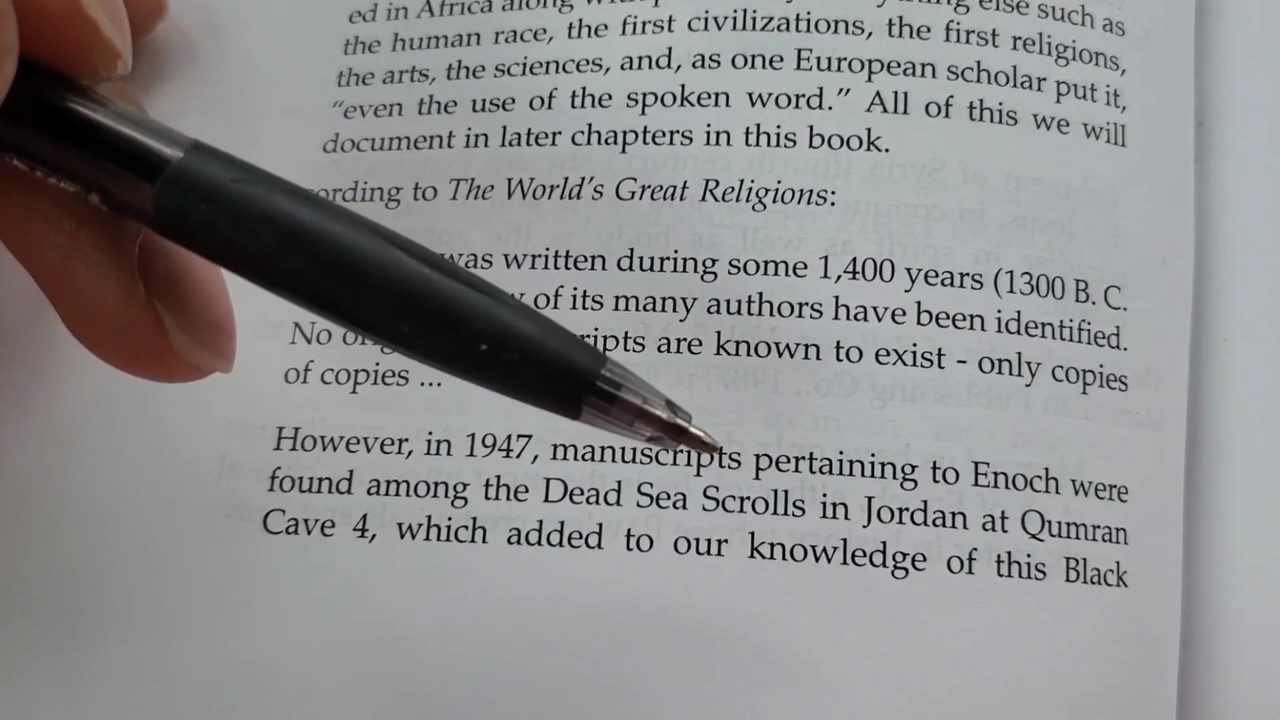 ed in Africa along else such as
the human race, the first civilizations, the first religions,
the arts, the sciences, and, as one European scholar put it,
"even the use of the spoken word." All of this we will
document in later chapters in this book.
ording to The World's Great Religions:
was written during some 1,400 years (1300 B. C.
of its many authors have been identified.
No ripts are known to exist - only copies
of copies ...
However, in 1947, manuscripts pertaining to Enoch were
found among the Dead Sea Scrolls in Jordan at Qumran
Cave 4, which added to our knowledge of this Black